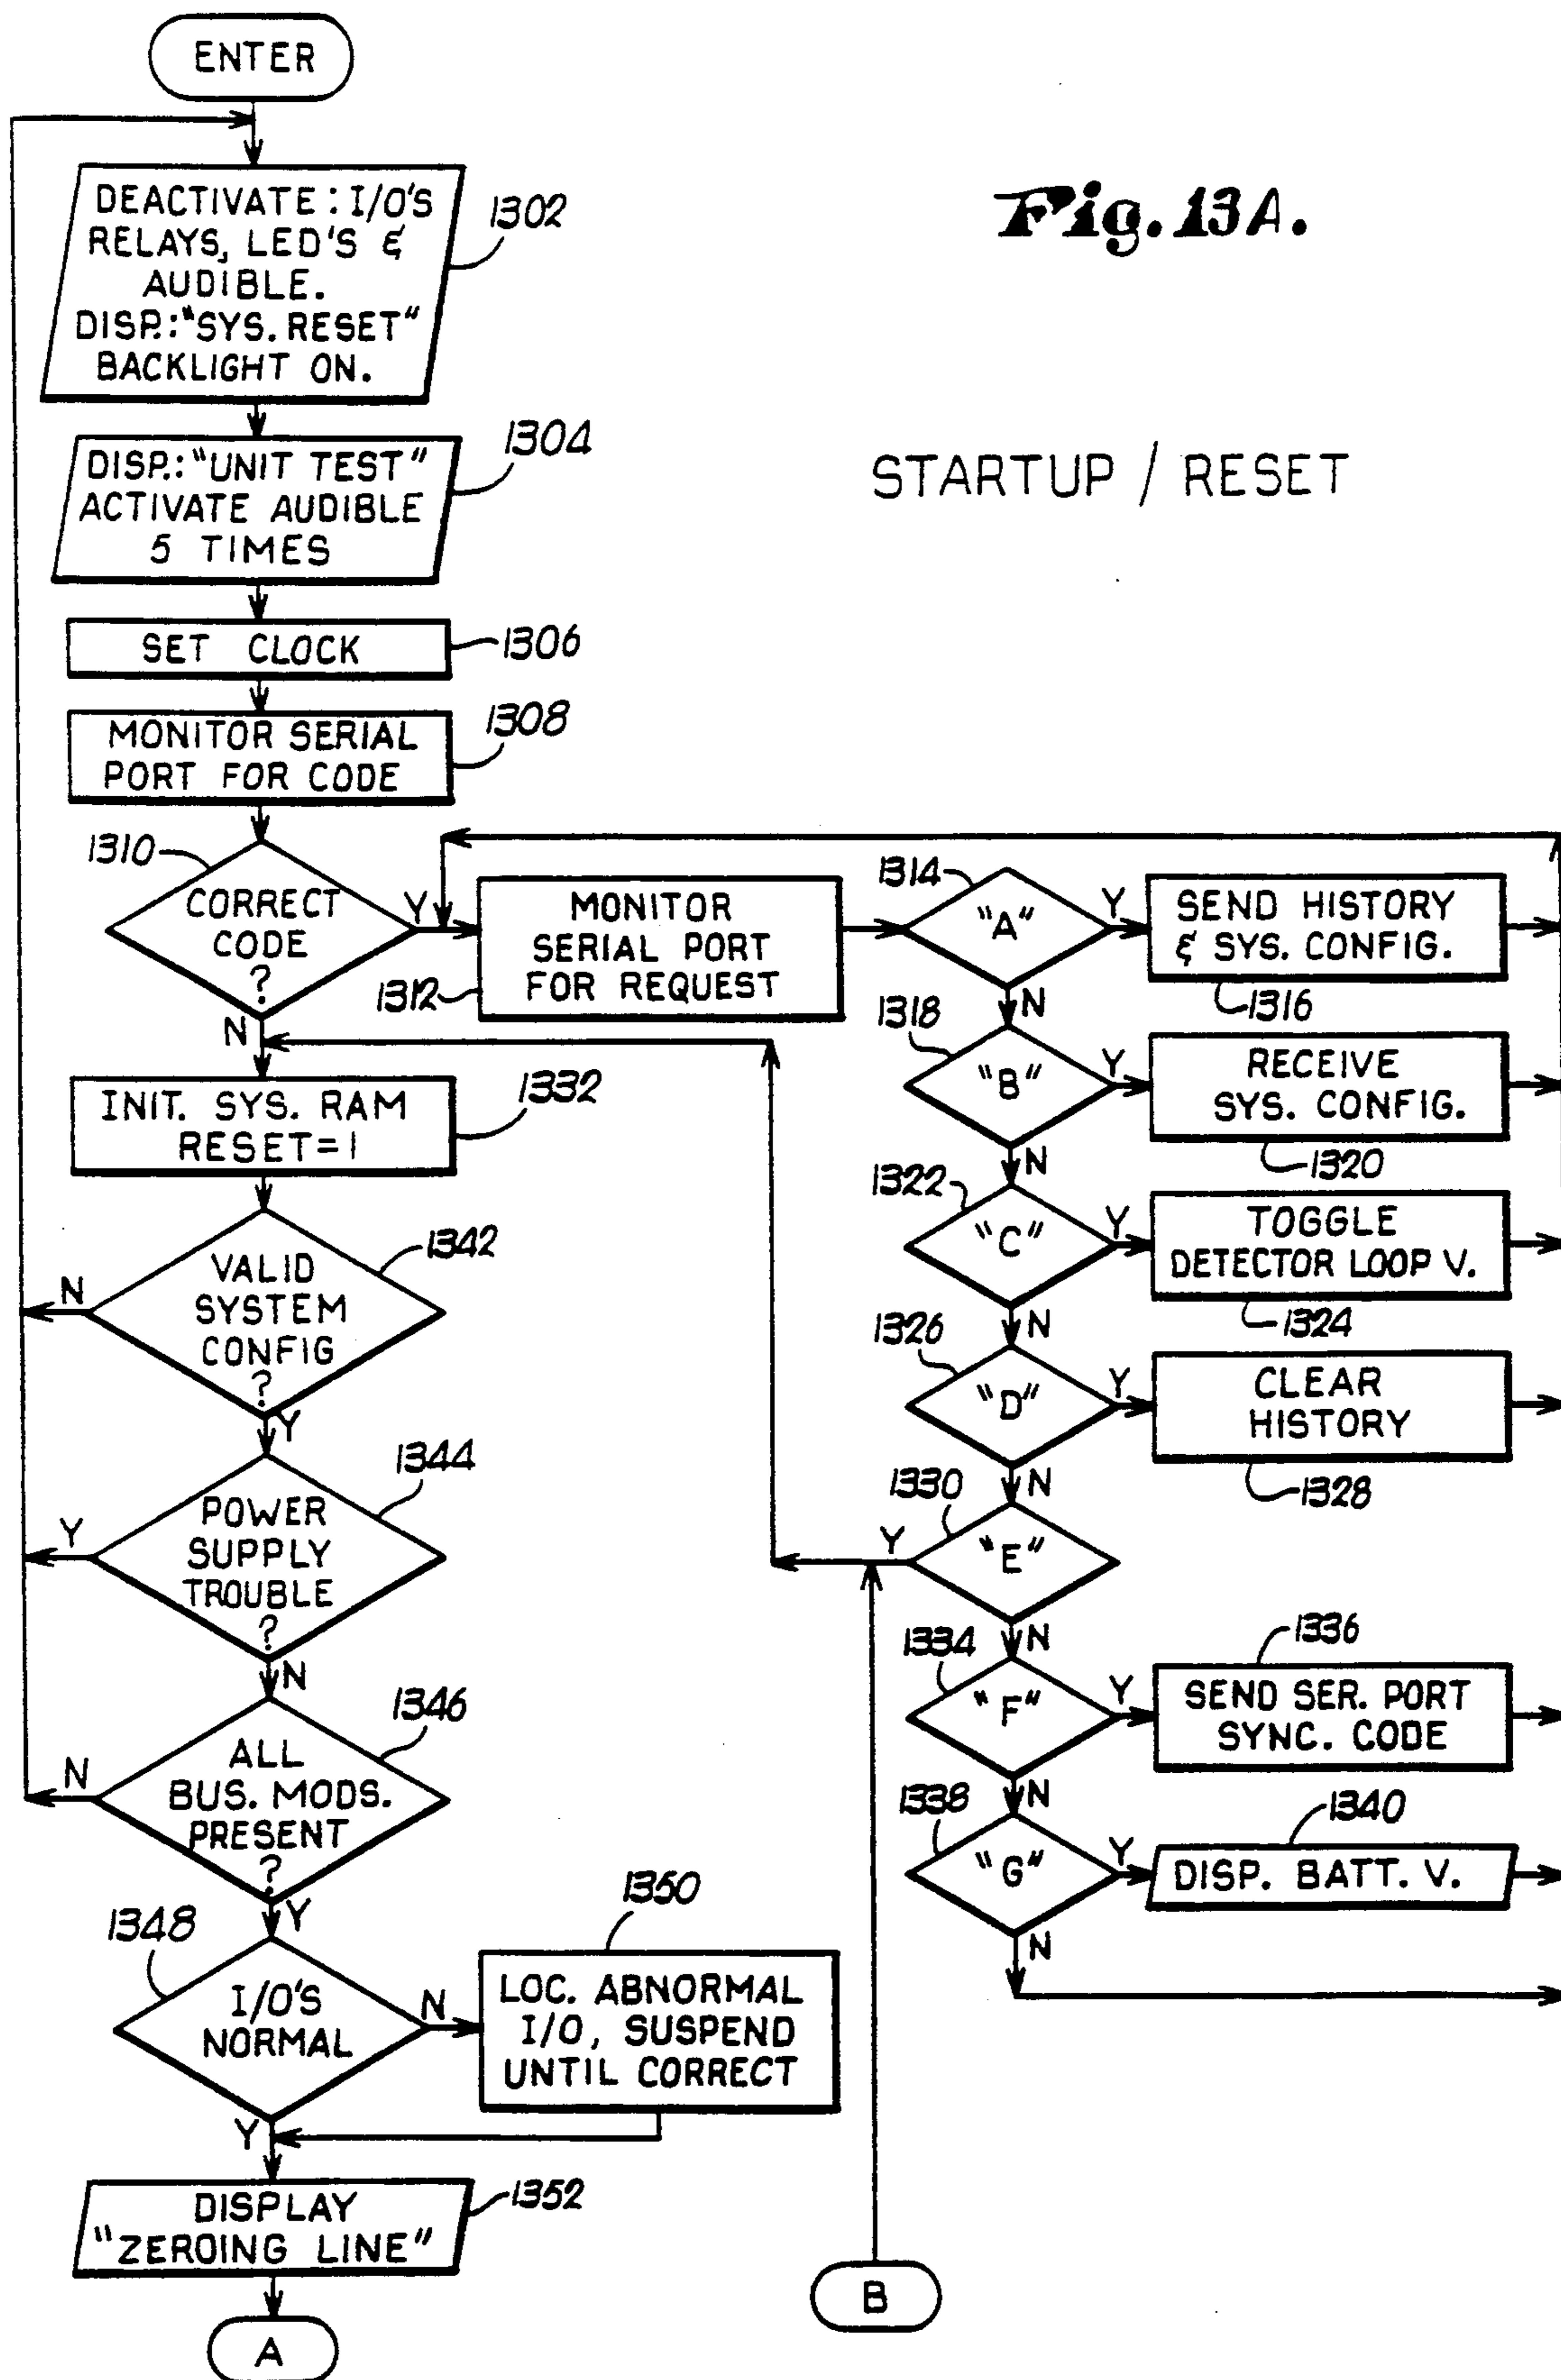 ENTER
Fig. 13A.
STARTUP / RESET
DEACTIVATE: I/O'S
RELAYS, LED'S &
AUDIBLE.
DISP.: "SYS. RESET"
BACKLIGHT ON.
1302
DISP.: "UNIT TEST"
ACTIVATE AUDIBLE
5 TIMES
1304
SET CLOCK
1306
MONITOR SERIAL
PORT FOR CODE
1308
1310
CORRECT
CODE
?
Y
N
MONITOR
SERIAL PORT
FOR REQUEST
1312
1314
"A"
Y
N
SEND HISTORY
& SYS. CONFIG.
1316
1318
"B"
Y
N
RECEIVE
SYS. CONFIG.
1320
1322
"C"
Y
N
TOGGLE
DETECTOR LOOP V.
1324
1326
"D"
Y
N
CLEAR
HISTORY
1328
1330
"E"
Y
N
1334
"F"
Y
N
SEND SER. PORT
SYNC. CODE
1336
1338
"G"
Y
N
DISP. BATT. V.
1340
INIT. SYS. RAM
RESET=1
1332
VALID
SYSTEM
CONFIG
?
1342
N
Y
POWER
SUPPLY
TROUBLE
?
1344
Y
N
ALL
BUS. MODS.
PRESENT
?
1346
N
Y
1348
I/O'S
NORMAL
N
Y
LOC. ABNORMAL
I/O, SUSPEND
UNTIL CORRECT
1350
DISPLAY
"ZEROING LINE"
1352
A
B